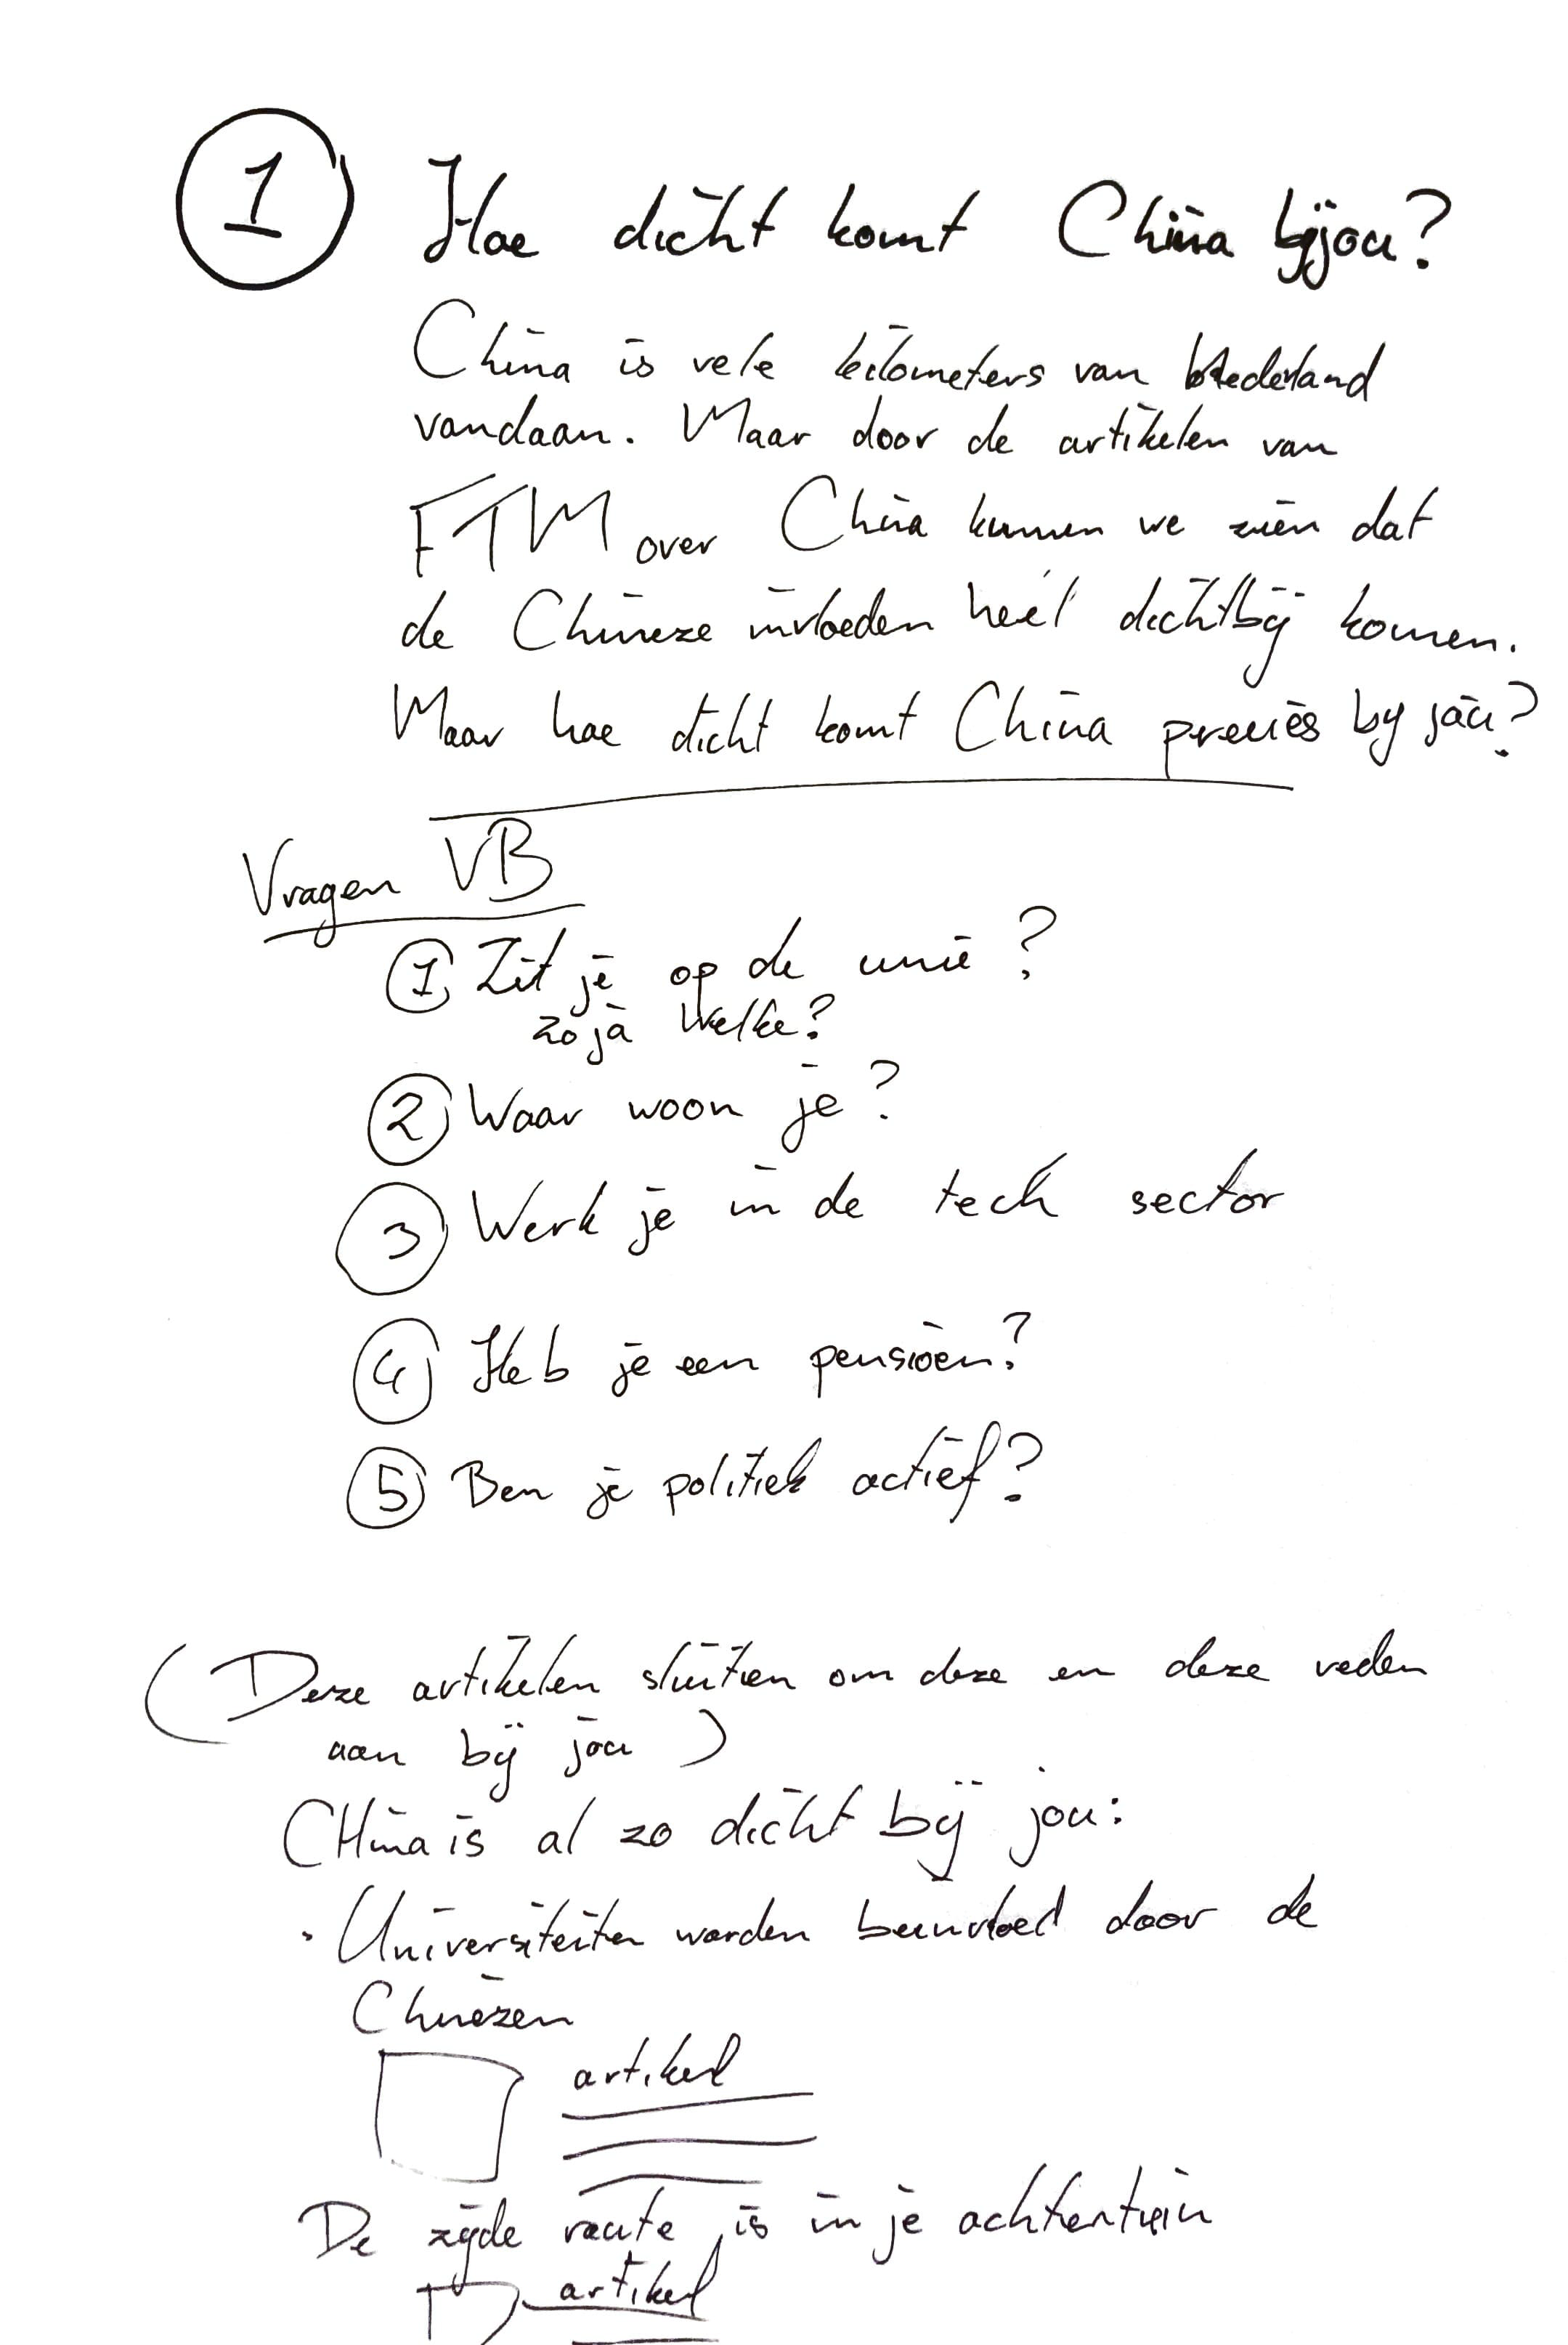 1 Hoe dicht komt China bij jou?
China is vele kilometers van Nederland
vandaan. Maar door de artikelen van
FTM over China kunnen we zien dat
de Chineze invloeden héél dichtbij komen.
Maar hoe dicht komt China precies bij jou?
Vragen VB
1 Zit je op de unie?
zo ja welke?
2 Waar woon je?
3 Werk je in de tech sector
4 Heb je een pensioen?
5 Ben je politiek actief?
(Deze artikelen sluiten om deze en deze reden
aan bij jou)
CHina is al zo dicht bij jou:
· Universiteiten worden beinvloed door de
Chinezen
artikel
De zijde route is in je achtertuin
artikel